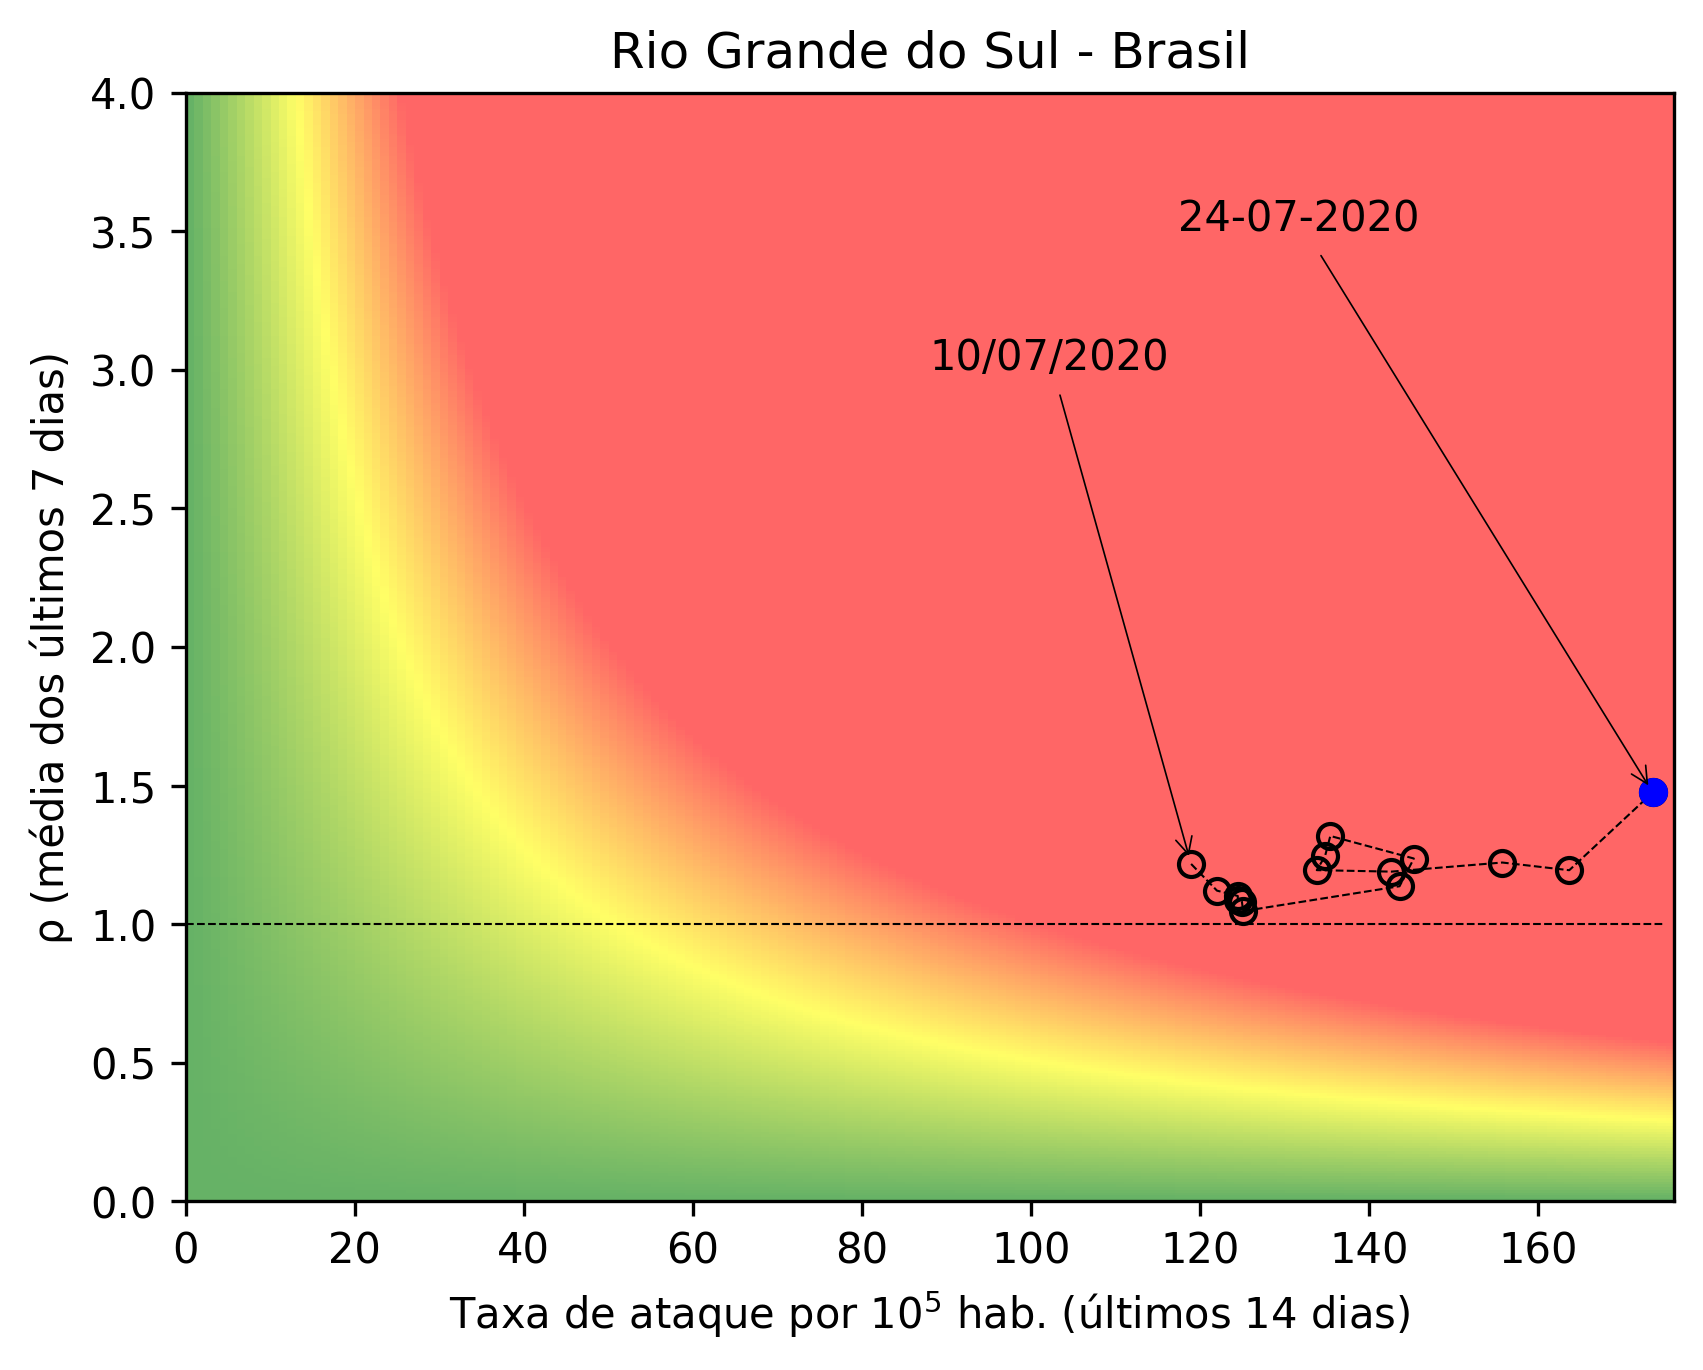 Rio Grande do Sul - Brasil
4.0
3.5
3.0
2.5
2.0
1.5
1.0
0.5
0.0
ρ (média dos últimos 7 dias)
24-07-2020
10/07/2020
0 20 40 60 80 100 120 140 160
Taxa de ataque por 10⁵ hab. (últimos 14 dias)